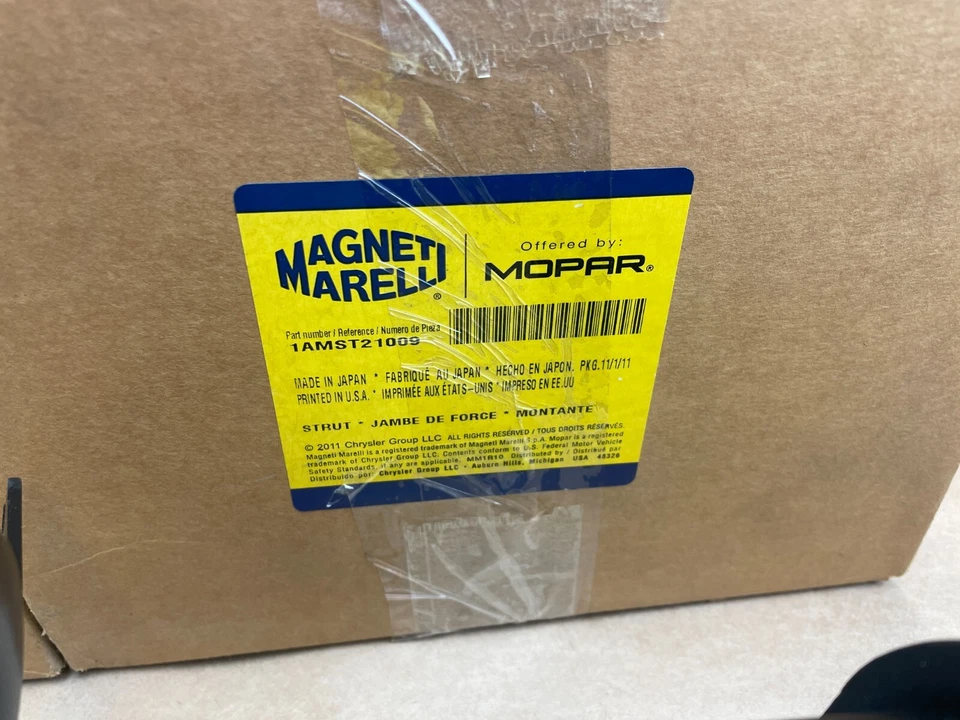 MAGNETI
MARELLI®
Offered by:
MOPAR®
Part number / Reference / Numero de Pieza
1AMST21009
MADE IN JAPAN * FABRIQUÉ AU JAPAN * HECHO EN JAPON. PKG.11/1/11
PRINTED IN U.S.A. * IMPRIMÉE AUX ÉTATS-UNIS * IMPRESO EN EE.UU
STRUT * JAMBE DE FORCE * MONTANTE
© 2011 Chrysler Group LLC ALL RIGHTS RESERVED / TOUS DROITS RESERVÉS.
Magneti Marelli is a registered trademark of Magneti Marelli S.p.A. Mopar is a registered
trademark of Chrysler Group LLC. Contents conform to U.S. Federal Motor Vehicle
Safety Standards, if any are applicable. MM1R10 Distributed by / Distribué par
Distribuido por: Chrysler Group LLC - Auburn Hills, Michigan USA 48326